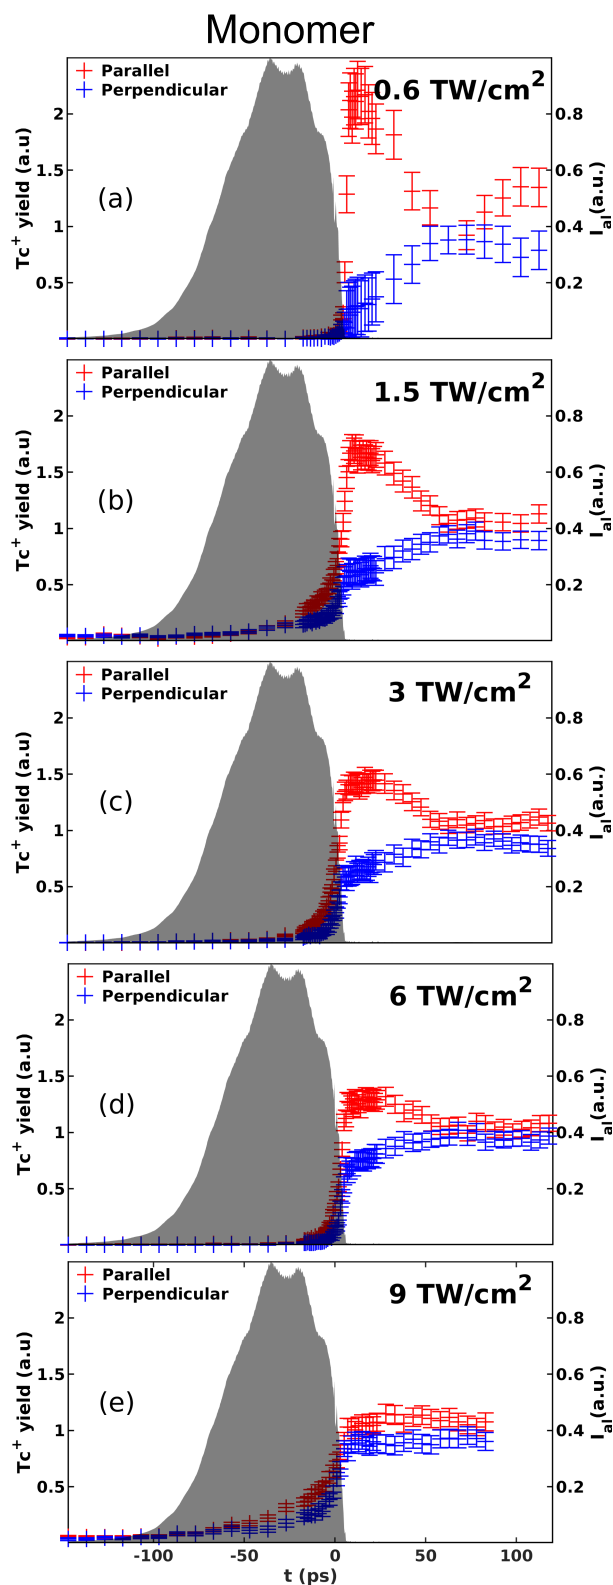 Monomer
Parallel
Perpendicular
0.6 TW/cm²
(a)
Tc⁺ yield (a.u)
2
1.5
1
0.5
0.8
0.6
0.4
0.2
I_al(a.u.)
Parallel
Perpendicular
1.5 TW/cm²
(b)
Tc⁺ yield (a.u)
2
1.5
1
0.5
0.8
0.6
0.4
0.2
I_al(a.u.)
Parallel
Perpendicular
3 TW/cm²
(c)
Tc⁺ yield (a.u)
2
1.5
1
0.5
0.8
0.6
0.4
0.2
I_al(a.u.)
Parallel
Perpendicular
6 TW/cm²
(d)
Tc⁺ yield (a.u)
2
1.5
1
0.5
0.8
0.6
0.4
0.2
I_al(a.u.)
Parallel
Perpendicular
9 TW/cm²
(e)
Tc⁺ yield (a.u)
2
1.5
1
0.5
0.8
0.6
0.4
0.2
I_al(a.u.)
-100 -50 0 50 100
t (ps)